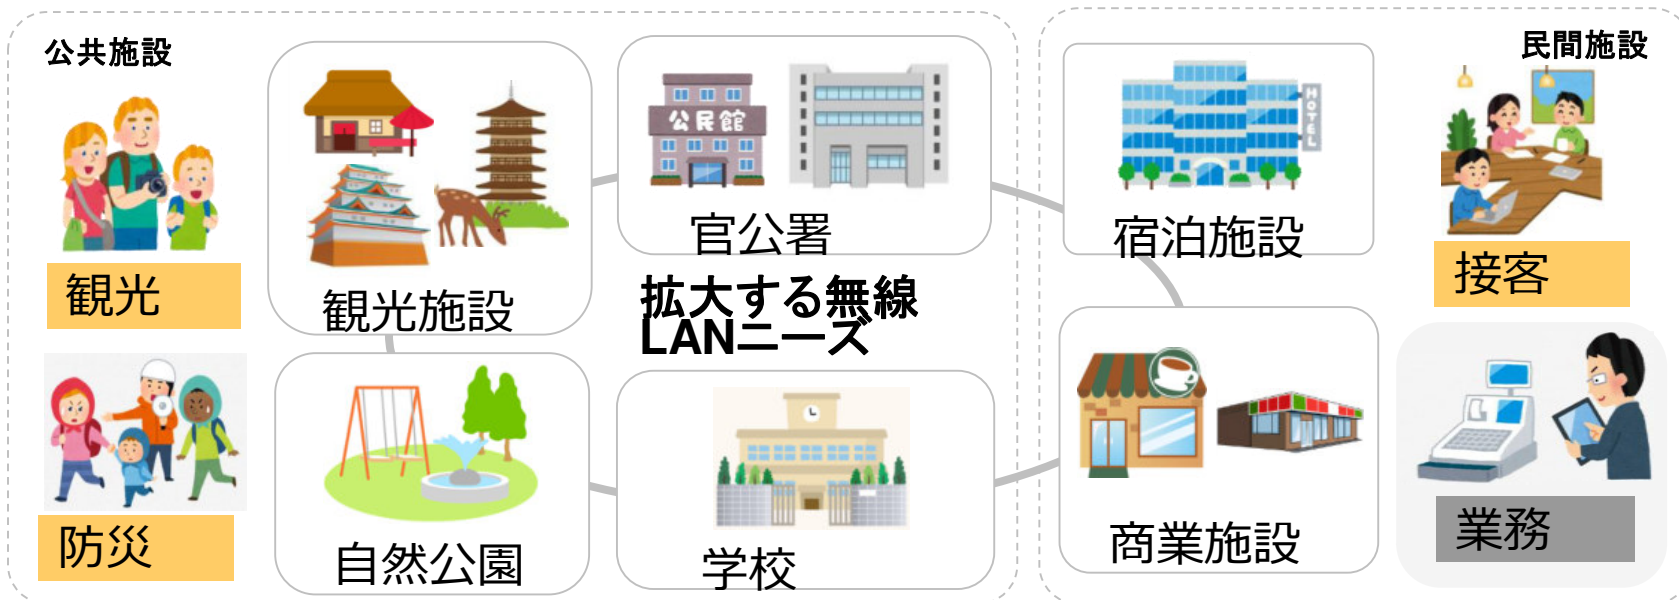 公共施設
民間施設
公民館
HOTEL
官公署
宿泊施設
観光
観光施設
接客
拡大する無線
LANニーズ
防災
自然公園
学校
商業施設
業務